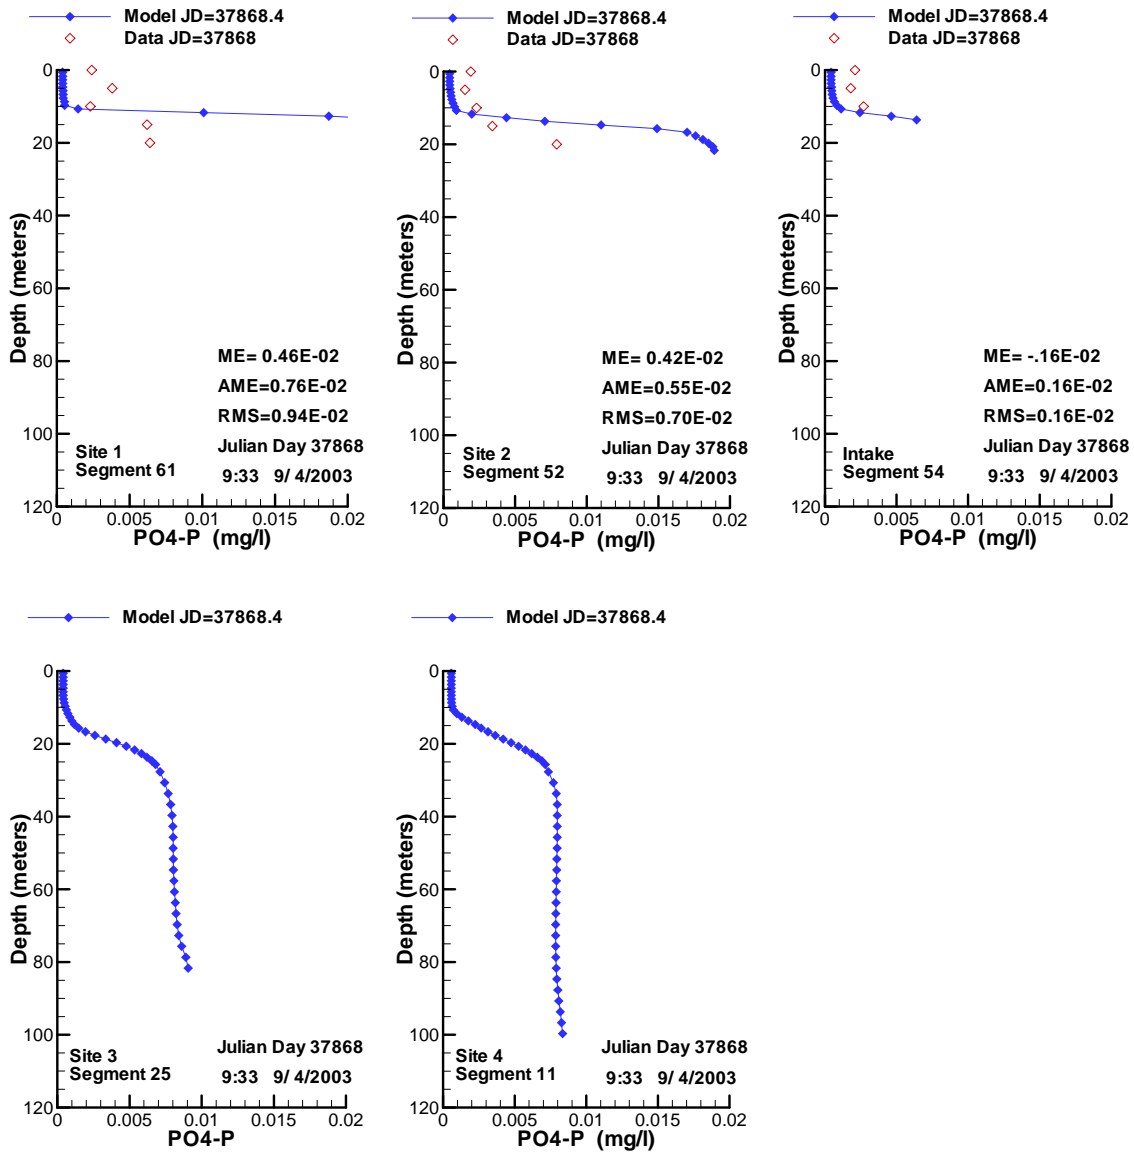 Model JD=37868.4
Data JD=37868
0
20
40
60
80
100
120
Depth (meters)
ME= 0.46E-02
AME=0.76E-02
RMS=0.94E-02
Site 1
Segment 61
Julian Day 37868
9:33 9/ 4/2003
0 0.005 0.01 0.015 0.02
PO4-P (mg/l)
Model JD=37868.4
Data JD=37868
0
20
40
60
80
100
120
Depth (meters)
ME= 0.42E-02
AME=0.55E-02
RMS=0.70E-02
Site 2
Segment 52
Julian Day 37868
9:33 9/ 4/2003
0 0.005 0.01 0.015 0.02
PO4-P (mg/l)
Model JD=37868.4
Data JD=37868
0
20
40
60
80
100
120
Depth (meters)
ME= -.16E-02
AME=0.16E-02
RMS=0.16E-02
Intake
Segment 54
Julian Day 37868
9:33 9/ 4/2003
0 0.005 0.01 0.015 0.02
PO4-P (mg/l)
Model JD=37868.4
0
20
40
60
80
100
120
Depth (meters)
Site 3
Segment 25
Julian Day 37868
9:33 9/ 4/2003
0 0.005 0.01 0.015 0.02
PO4-P
Model JD=37868.4
0
20
40
60
80
100
120
Depth (meters)
Site 4
Segment 11
Julian Day 37868
9:33 9/ 4/2003
0 0.005 0.01 0.015 0.02
PO4-P (mg/l)